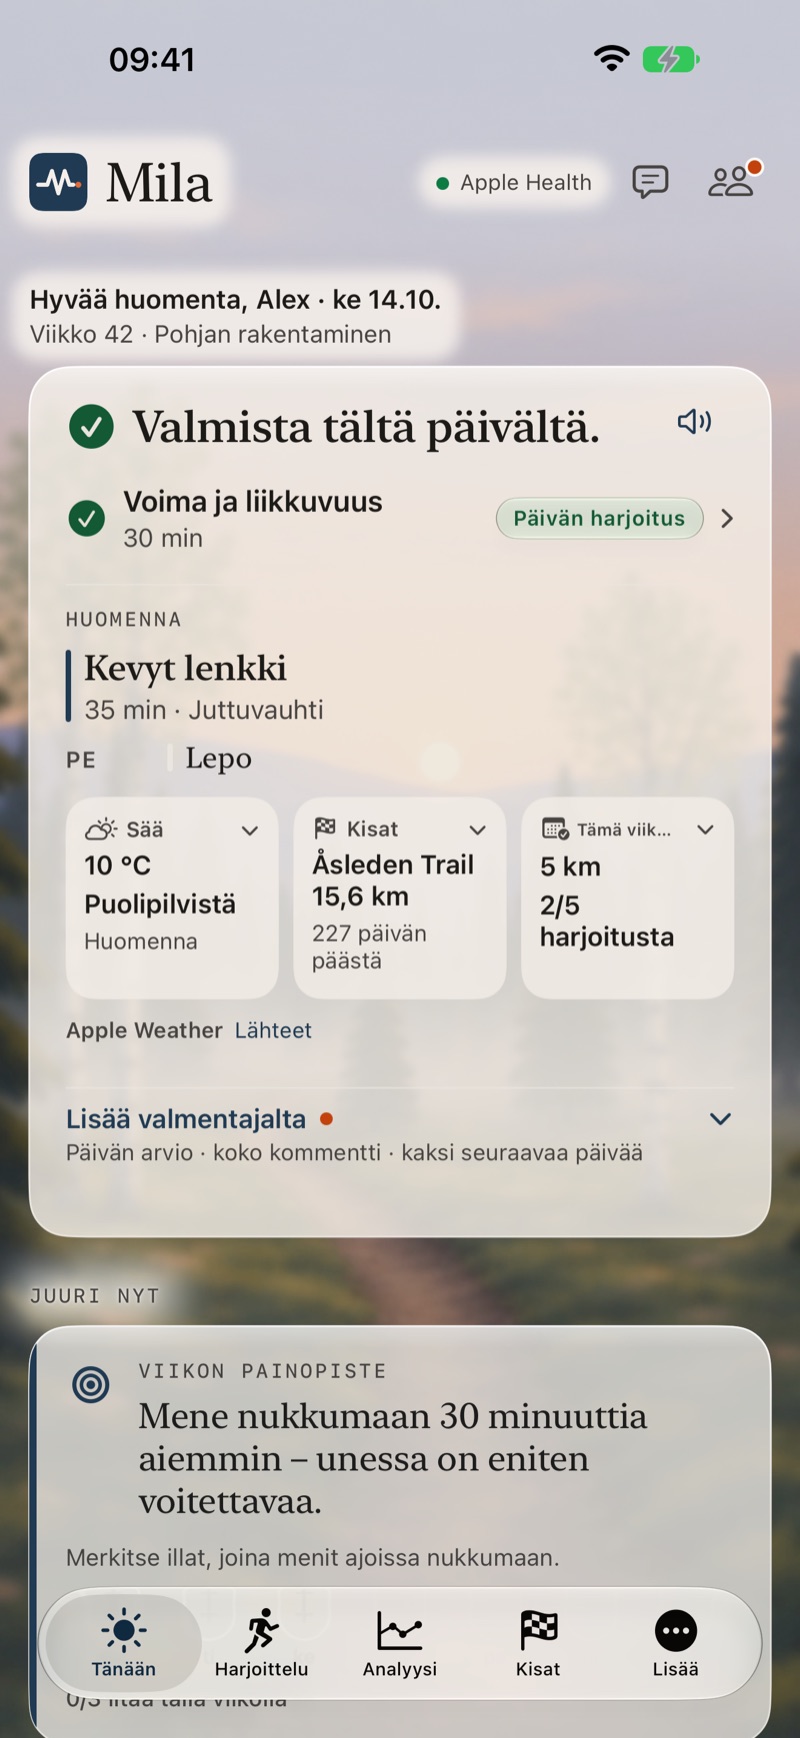 09:41
Mila
Apple Health
Hyvää huomenta, Alex · ke 14.10.
Viikko 42 · Pohjan rakentaminen
Valmista tältä päivältä.
Voima ja liikkuvuus
30 min
Päivän harjoitus
HUOMENNA
Kevyt lenkki
35 min · Juttuvauhti
PE Lepo
Sää
10 °C
Puolipilvistä
Huomenna
Kisat
Åsleden Trail
15,6 km
227 päivän
päästä
Tämä viik...
5 km
2/5
harjoitusta
Apple Weather Lähteet
Lisää valmentajalta
Päivän arvio · koko kommentti · kaksi seuraavaa päivää
JUURI NYT
VIIKON PAINOPISTE
Mene nukkumaan 30 minuuttia
aiemmin – unessa on eniten
voitettavaa.
Merkitse illat, joina menit ajoissa nukkumaan.
Tänään
Harjoittelu
Analyysi
Kisat
Lisää